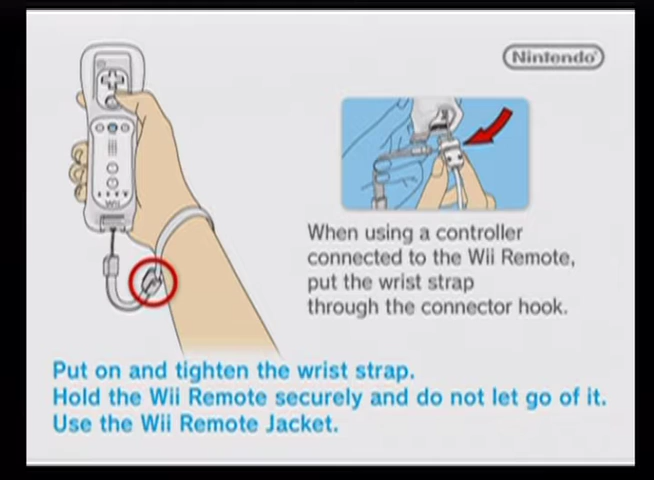 Nintendo
Wii
When using a controller
connected to the Wii Remote,
put the wrist strap
through the connector hook.
Put on and tighten the wrist strap.
Hold the Wii Remote securely and do not let go of it.
Use the Wii Remote Jacket.